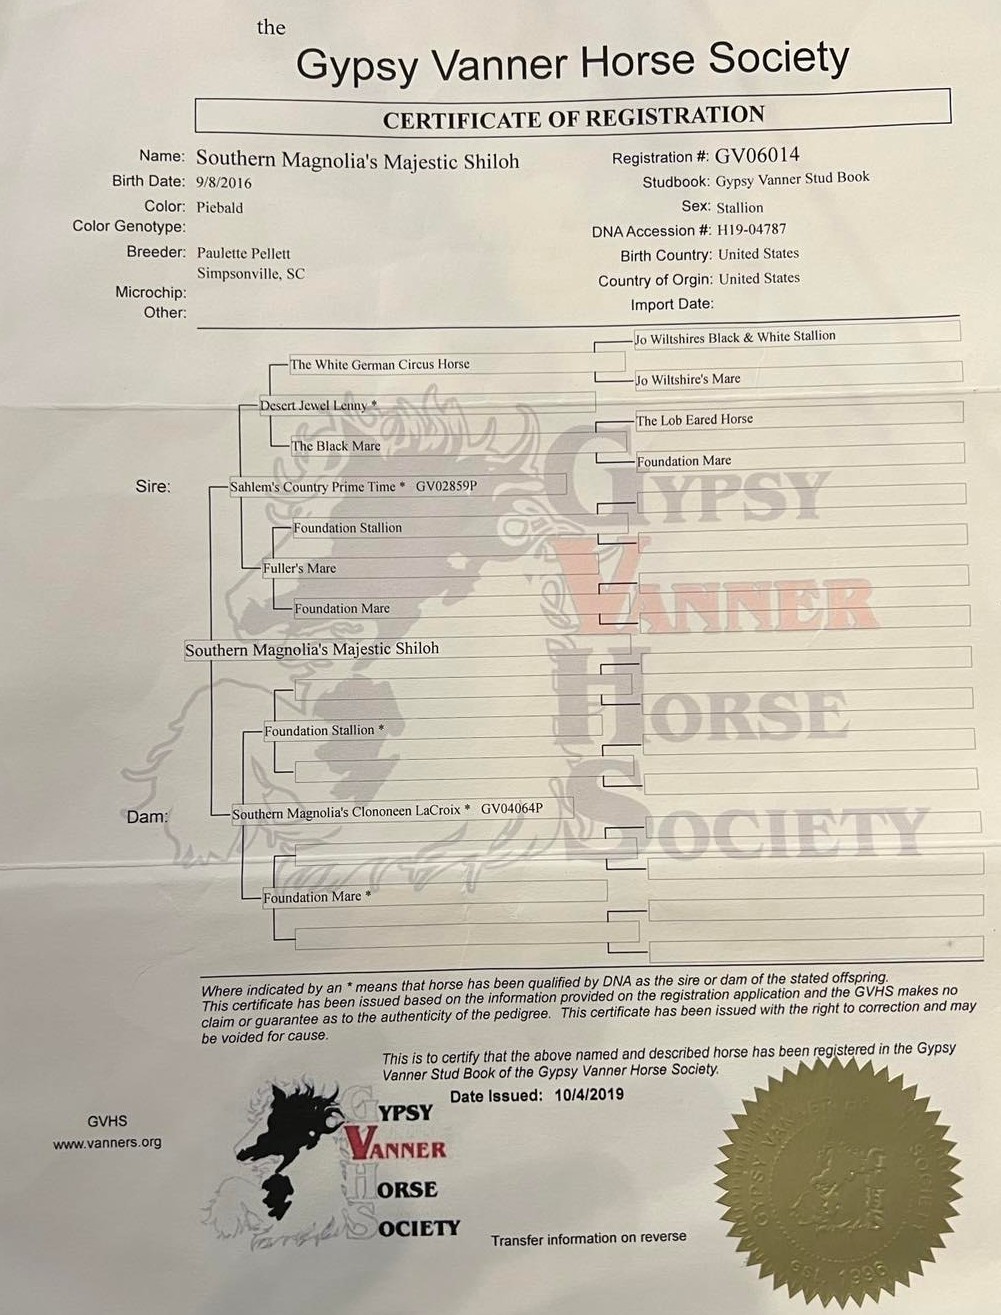 the
Gypsy Vanner Horse Society
CERTIFICATE OF REGISTRATION
Name: Southern Magnolia's Majestic Shiloh
Registration #: GV06014
Birth Date: 9/8/2016
Studbook: Gypsy Vanner Stud Book
Color: Piebald
Sex: Stallion
Color Genotype:
DNA Accession #: H19-04787
Breeder: Paulette Pellett
Simpsonville, SC
Birth Country: United States
Country of Orgin: United States
Microchip:
Other:
Import Date:
Jo Wiltshires Black & White Stallion
The White German Circus Horse
Jo Wiltshire's Mare
Desert Jewel Lenny *
The Lob Eared Horse
The Black Mare
Foundation Mare
Sire: Sahlem's Country Prime Time * GV02859P
Foundation Stallion
Fuller's Mare
Foundation Mare
Southern Magnolia's Majestic Shiloh
Foundation Stallion *
Dam: Southern Magnolia's Clononeen LaCroix * GV04064P
Foundation Mare *
GYPSY
VANNER
HORSE
SOCIETY
Where indicated by an * means that horse has been qualified by DNA as the sire or dam of the stated offspring.
This certificate has been issued based on the information provided on the registration application and the GVHS makes no
claim or guarantee as to the authenticity of the pedigree. This certificate has been issued with the right to correction and may
be voided for cause.
This is to certify that the above named and described horse has been registered in the Gypsy
Vanner Stud Book of the Gypsy Vanner Horse Society.
Date Issued: 10/4/2019
GVHS
www.vanners.org
GYPSY
VANNER
HORSE
SOCIETY
Transfer information on reverse
GYPSY
SOCIETY
est. 1996